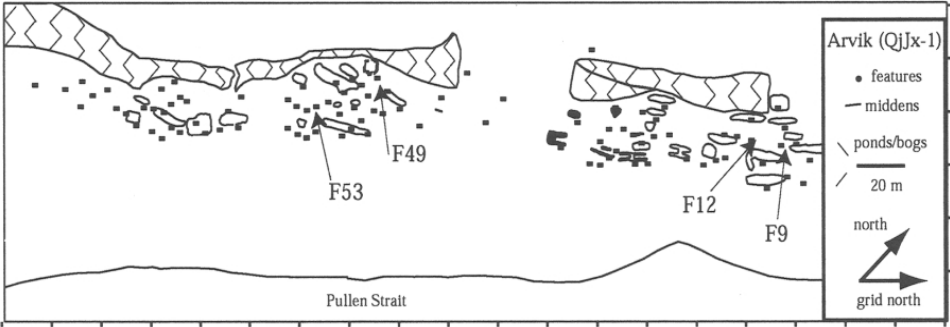 Arvik (QjJx-1)
features
middens
ponds/bogs
20 m
north
grid north
F49
F53
F12
F9
Pullen Strait